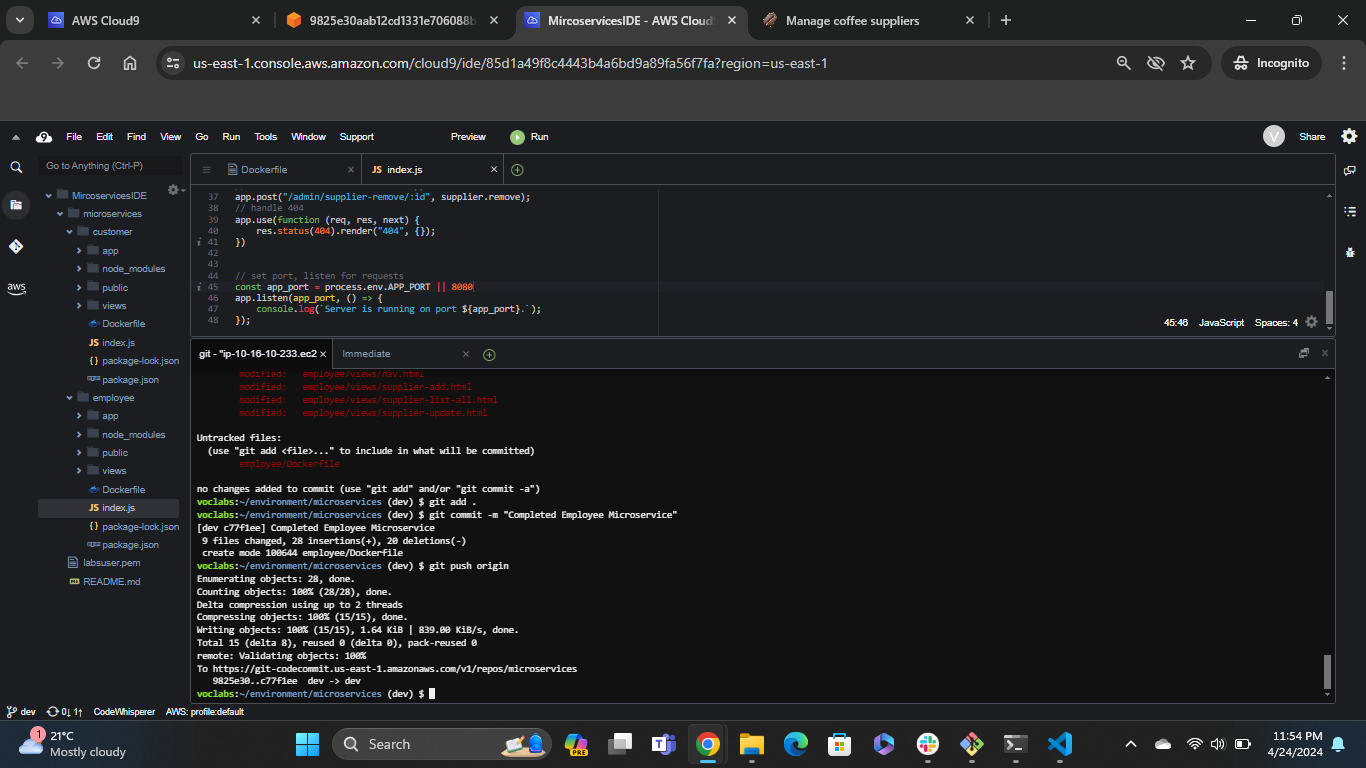 AWS Cloud9
9825e30aab12cd1331e706088b
MircoservicesIDE - AWS Cloud
Manage coffee suppliers
us-east-1.console.aws.amazon.com/cloud9/ide/85d1a49f8c4443b4a6bd9a89fa56f7fa?region=us-east-1
Incognito
File Edit Find View Go Run Tools Window Support Preview Run
V Share
Go to Anything (Ctrl-P)
MircoservicesIDE
microservices
customer
app
node_modules
public
views
Dockerfile
JS index.js
package-lock.json
package.json
employee
app
node_modules
public
views
Dockerfile
JS index.js
package-lock.json
package.json
labsuser.pem
README.md
aws
Dockerfile
JS index.js
37 app.post("/admin/supplier-remove/:id", supplier.remove);
38 // handle 404
39 app.use(function (req, res, next) {
40 res.status(404).render("404", {});
41 })
42
43
44 // set port, listen for requests
45 const app_port = process.env.APP_PORT || 8080
46 app.listen(app_port, () => {
47 console.log(`Server is running on port ${app_port}.`);
48 });
45:46 JavaScript Spaces: 4
git - "ip-10-16-10-233.ec2
Immediate
modified: employee/views/nav.html
modified: employee/views/supplier-add.html
modified: employee/views/supplier-list-all.html
modified: employee/views/supplier-update.html
Untracked files:
(use "git add <file>..." to include in what will be committed)
employee/Dockerfile
no changes added to commit (use "git add" and/or "git commit -a")
voclabs:~/environment/microservices (dev) $ git add .
voclabs:~/environment/microservices (dev) $ git commit -m "Completed Employee Microservice"
[dev c77f1ee] Completed Employee Microservice
9 files changed, 28 insertions(+), 20 deletions(-)
create mode 100644 employee/Dockerfile
voclabs:~/environment/microservices (dev) $ git push origin
Enumerating objects: 28, done.
Counting objects: 100% (28/28), done.
Delta compression using up to 2 threads
Compressing objects: 100% (15/15), done.
Writing objects: 100% (15/15), 1.64 KiB | 839.00 KiB/s, done.
Total 15 (delta 8), reused 0 (delta 0), pack-reused 0
remote: Validating objects: 100%
To https://git-codecommit.us-east-1.amazonaws.com/v1/repos/microservices
9825e30..c77f1ee dev -> dev
voclabs:~/environment/microservices (dev) $
dev 0↓ 1↑ CodeWhisperer AWS: profile:default
1
21°C
Mostly cloudy
Search
PRE
11:54 PM
4/24/2024